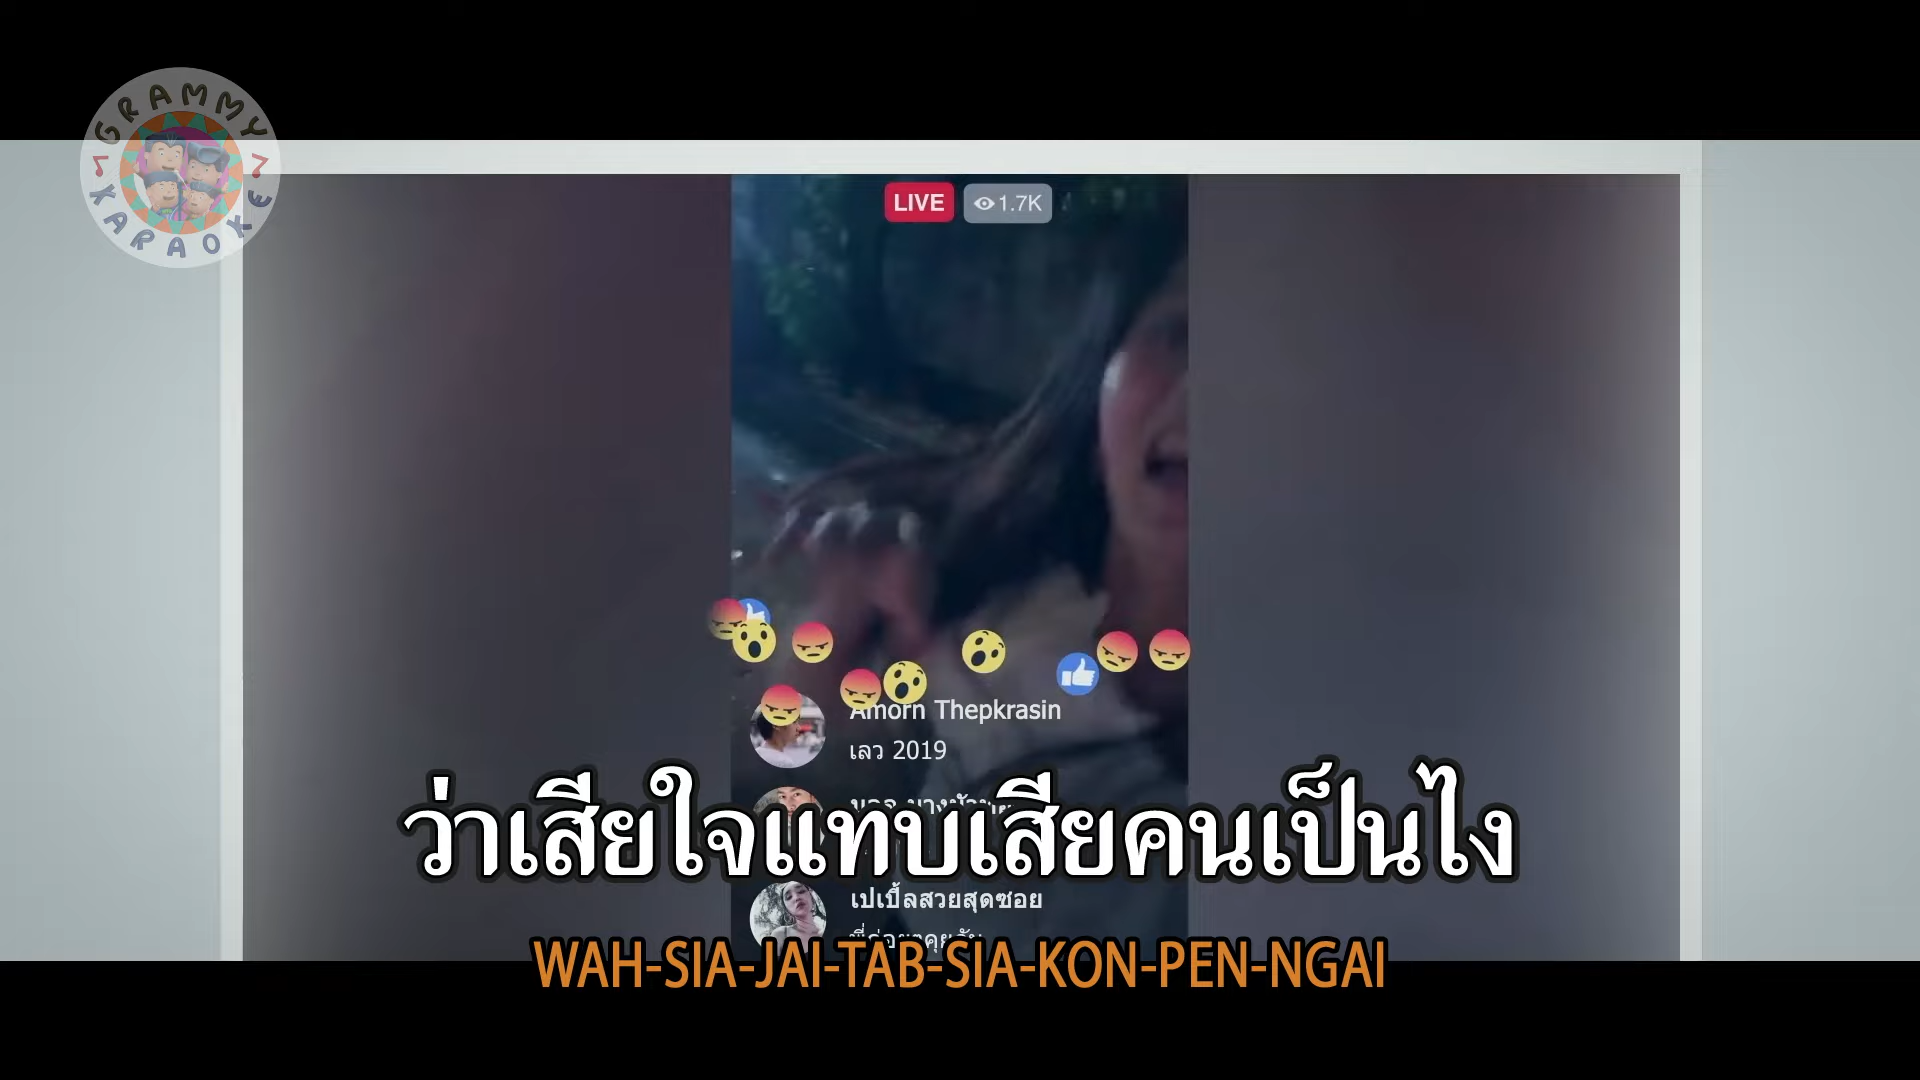 GRAMMY
KARAOKE
LIVE 1.7K
Amorn Thepkrasin
เลว 2019
ว่าเสียใจแทบเสียคนเป็นไง
เปเปิ้ลสวยสุดซอย
WAH-SIA-JAI-TAB-SIA-KON-PEN-NGAI